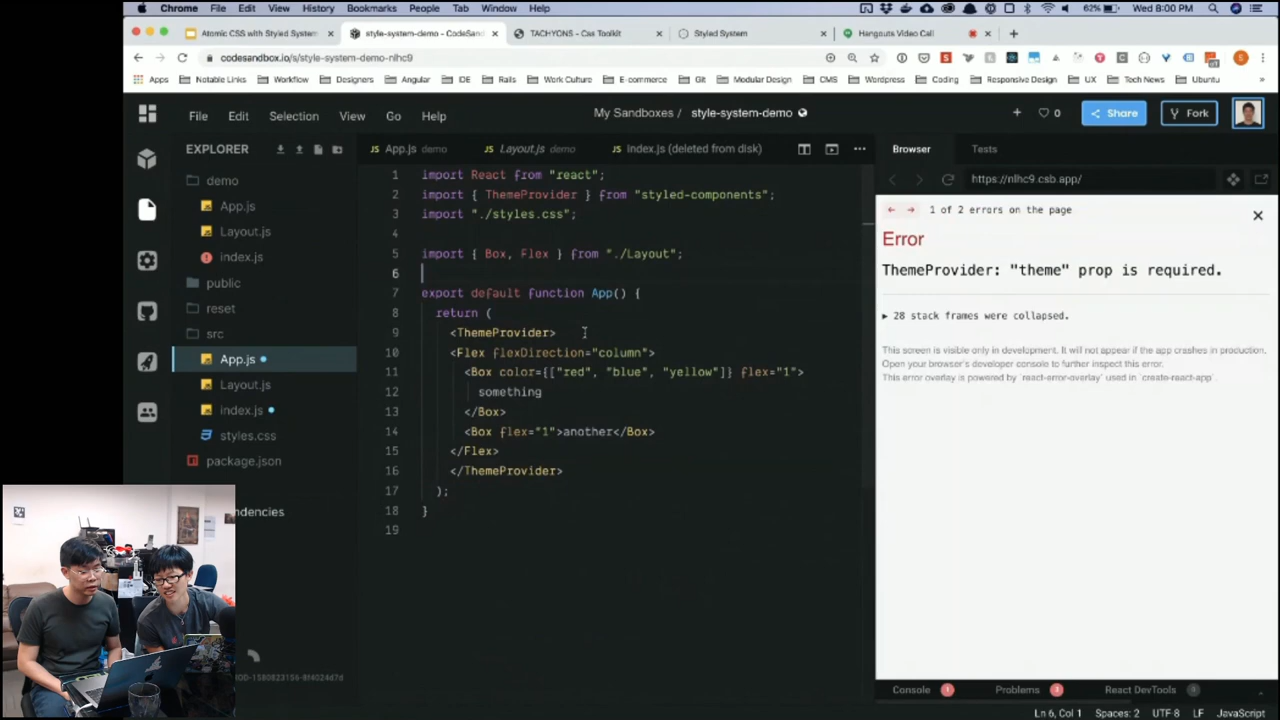 Chrome File Edit View History Bookmarks People Tab Window Help 62% Wed 8:00 PM
Atomic CSS with Styled System
style-system-demo - CodeSand
TACHYONS - Css Toolkit
Styled System
Hangouts Video Call
codesandbox.io/s/style-system-demo-nlhc9
Apps Notable Links Workflow Designers Angular IDE Rails Work Culture E-commerce Git Modular Design CMS Wordpress Coding Responsive Design UX Tech News Ubuntu
File Edit Selection View Go Help
My Sandboxes / style-system-demo
0
Share
Fork
EXPLORER
demo
App.js
Layout.js
index.js
public
reset
src
App.js
Layout.js
index.js
styles.css
package.json
ndencies
App.js demo
Layout.js demo
index.js (deleted from disk)
1 import React from "react";
2 import { ThemeProvider } from "styled-components";
3 import "./styles.css";
4
5 import { Box, Flex } from "./Layout";
6
7 export default function App() {
8 return (
9 <ThemeProvider>
10 <Flex flexDirection="column">
11 <Box color={["red", "blue", "yellow"]} flex="1">
12 something
13 </Box>
14 <Box flex="1">another</Box>
15 </Flex>
16 </ThemeProvider>
17 );
18 }
19
Browser Tests
https://nlhc9.csb.app/
1 of 2 errors on the page
Error
ThemeProvider: "theme" prop is required.
28 stack frames were collapsed.
This screen is visible only in development. It will not appear if the app crashes in production.
Open your browser's developer console to further inspect this error.
This error overlay is powered by `react-error-overlay` used in `create-react-app`.
Console 1 Problems 3 React DevTools
Ln 6, Col 1 Spaces: 2 UTF-8 LF JavaScript